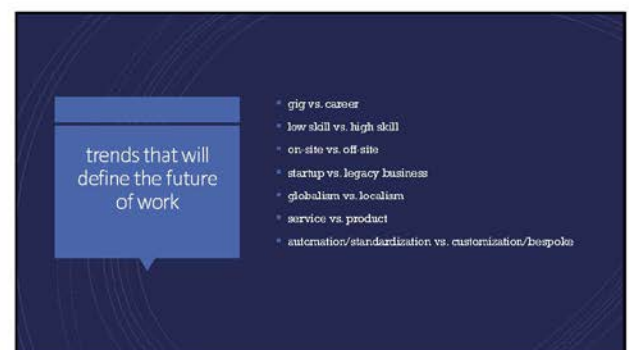 trends that will
define the future
of work
gig vs. career
low skill vs. high skill
on-site vs. off-site
startup vs. legacy business
globalism vs. localism
service vs. product
automation/standardization vs. customization/bespoke